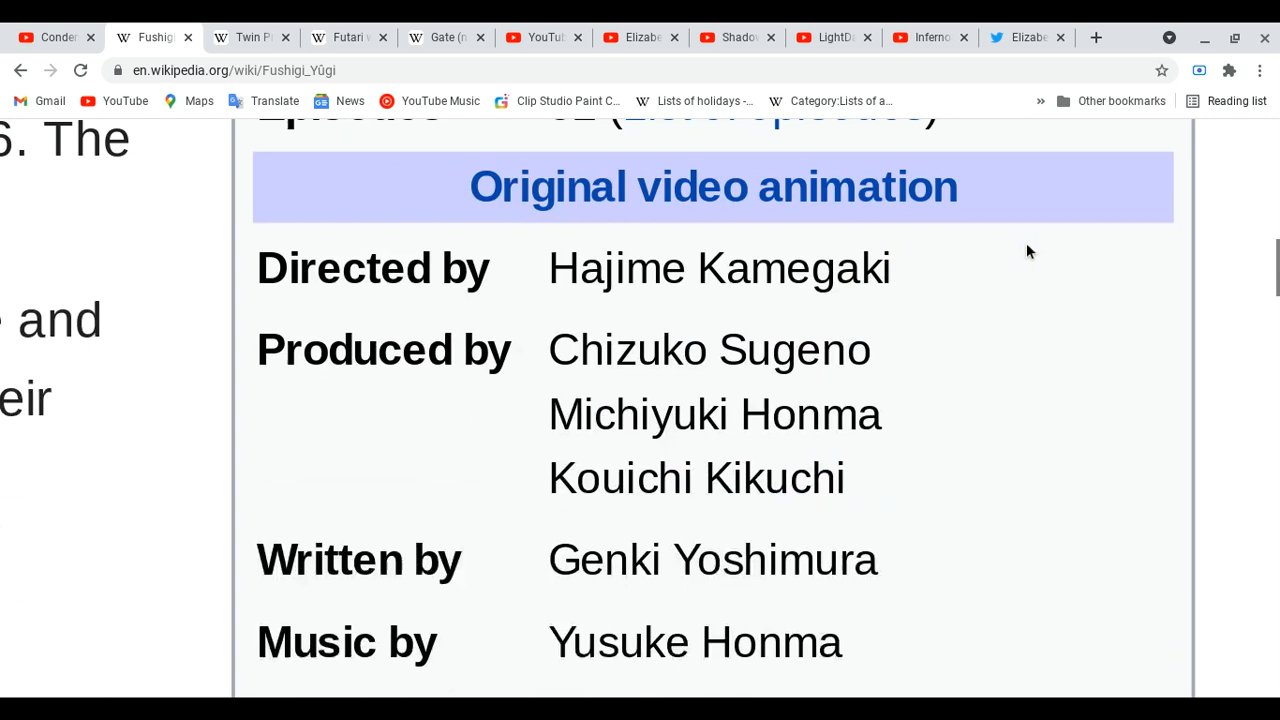 Conder Fushigi Twin P Futari v Gate (n YouTub Elizabe Shadow LightDa Inferno Elizabe
en.wikipedia.org/wiki/Fushigi_Yûgi
Gmail YouTube Maps Translate News YouTube Music Clip Studio Paint C... Lists of holidays -... Category:Lists of a... » Other bookmarks Reading list
6. The
and
eir
Original video animation
Directed by Hajime Kamegaki
Produced by Chizuko Sugeno
Michiyuki Honma
Kouichi Kikuchi
Written by Genki Yoshimura
Music by Yusuke Honma